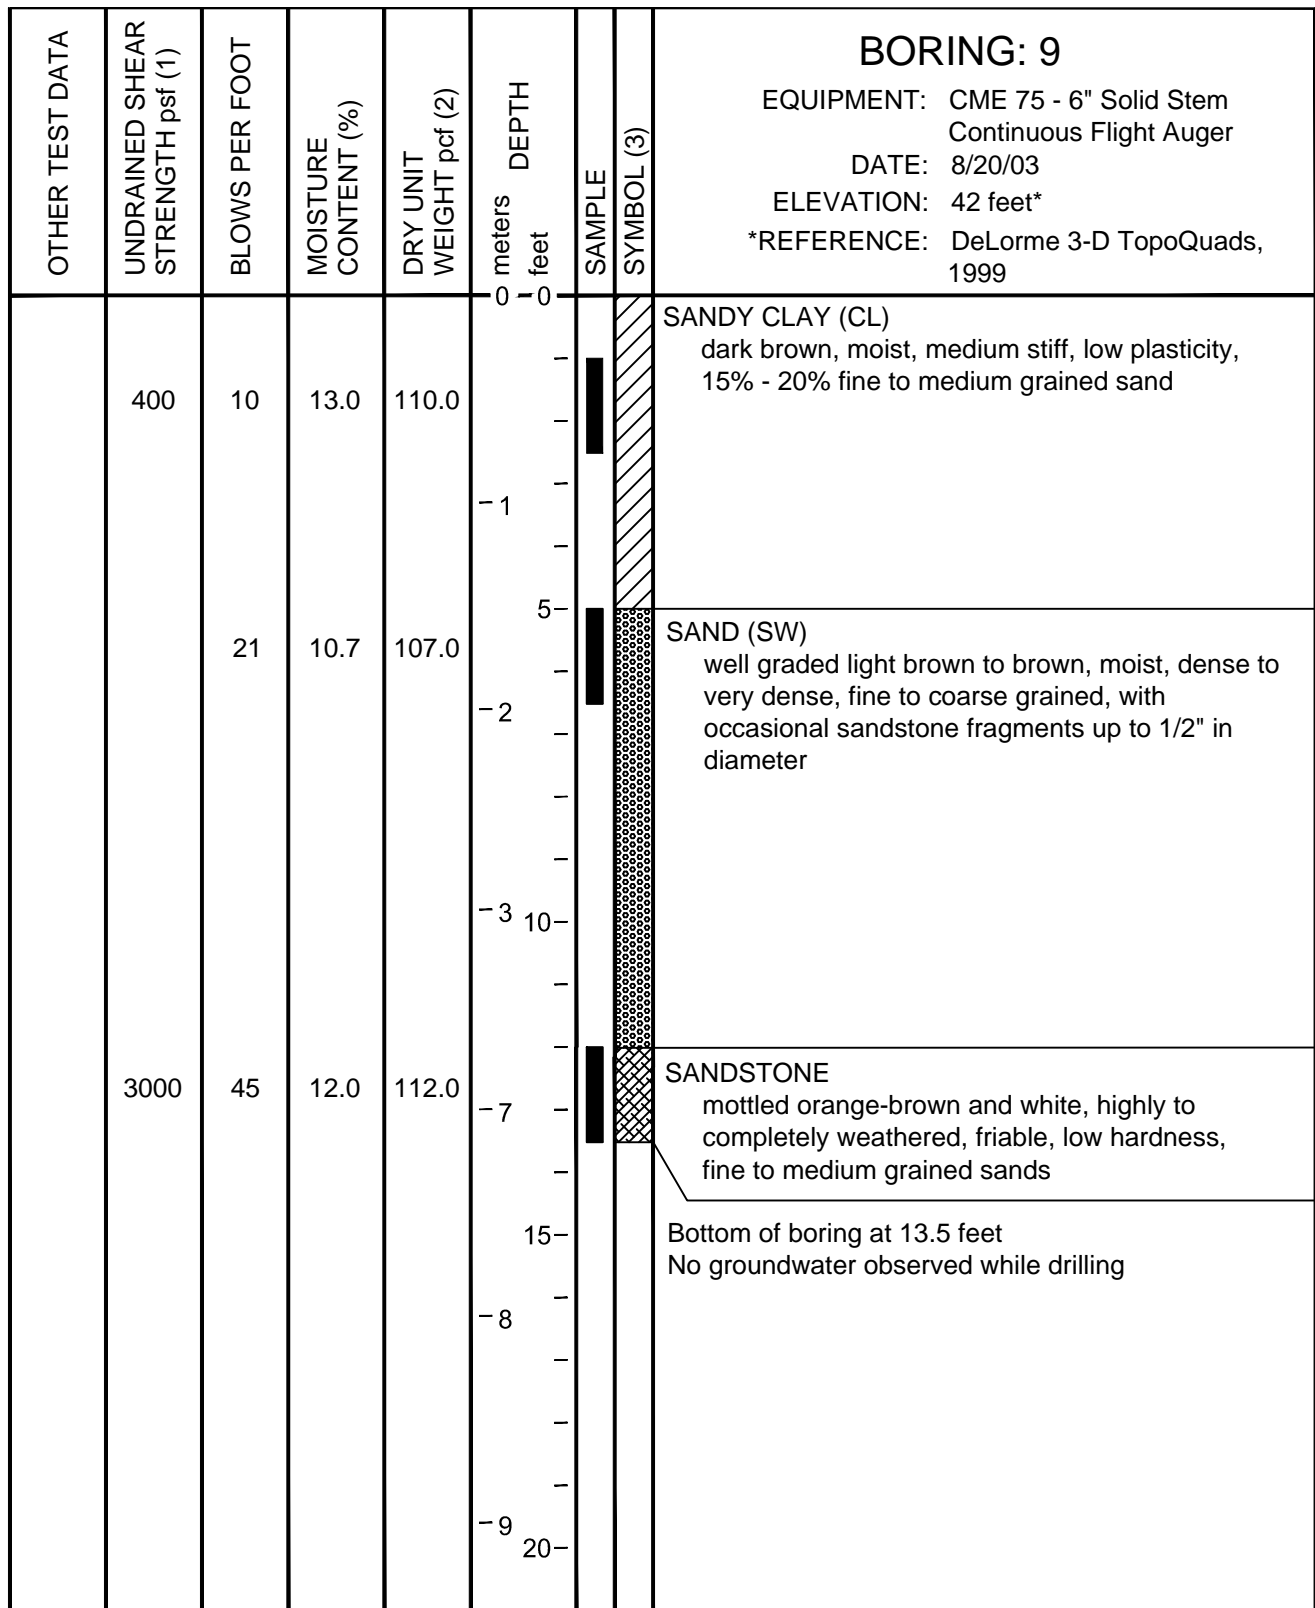 OTHER TEST DATA
UNDRAINED SHEAR
STRENGTH psf (1)
BLOWS PER FOOT
MOISTURE
CONTENT (%)
DRY UNIT
WEIGHT pcf (2)
DEPTH
meters
feet
SAMPLE
SYMBOL (3)
BORING: 9
EQUIPMENT: CME 75 - 6" Solid Stem
Continuous Flight Auger
DATE: 8/20/03
ELEVATION: 42 feet*
*REFERENCE: DeLorme 3-D TopoQuads,
1999
0 0
SANDY CLAY (CL)
dark brown, moist, medium stiff, low plasticity,
15% - 20% fine to medium grained sand
400 10 13.0 110.0
1
5
SAND (SW)
21 10.7 107.0
well graded light brown to brown, moist, dense to
very dense, fine to coarse grained, with
2
occasional sandstone fragments up to 1/2" in
diameter
3 10
SANDSTONE
3000 45 12.0 112.0
mottled orange-brown and white, highly to
7
completely weathered, friable, low hardness,
fine to medium grained sands
15
Bottom of boring at 13.5 feet
No groundwater observed while drilling
8
9
20